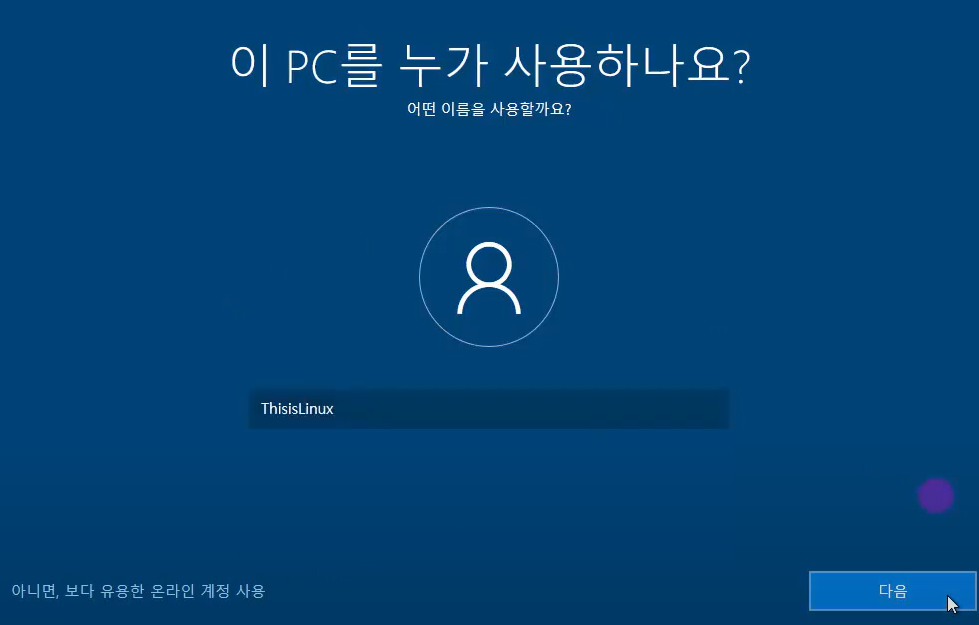 이 PC를 누가 사용하나요?
어떤 이름을 사용할까요?
ThisisLinux
아니면, 보다 유용한 온라인 계정 사용
다음